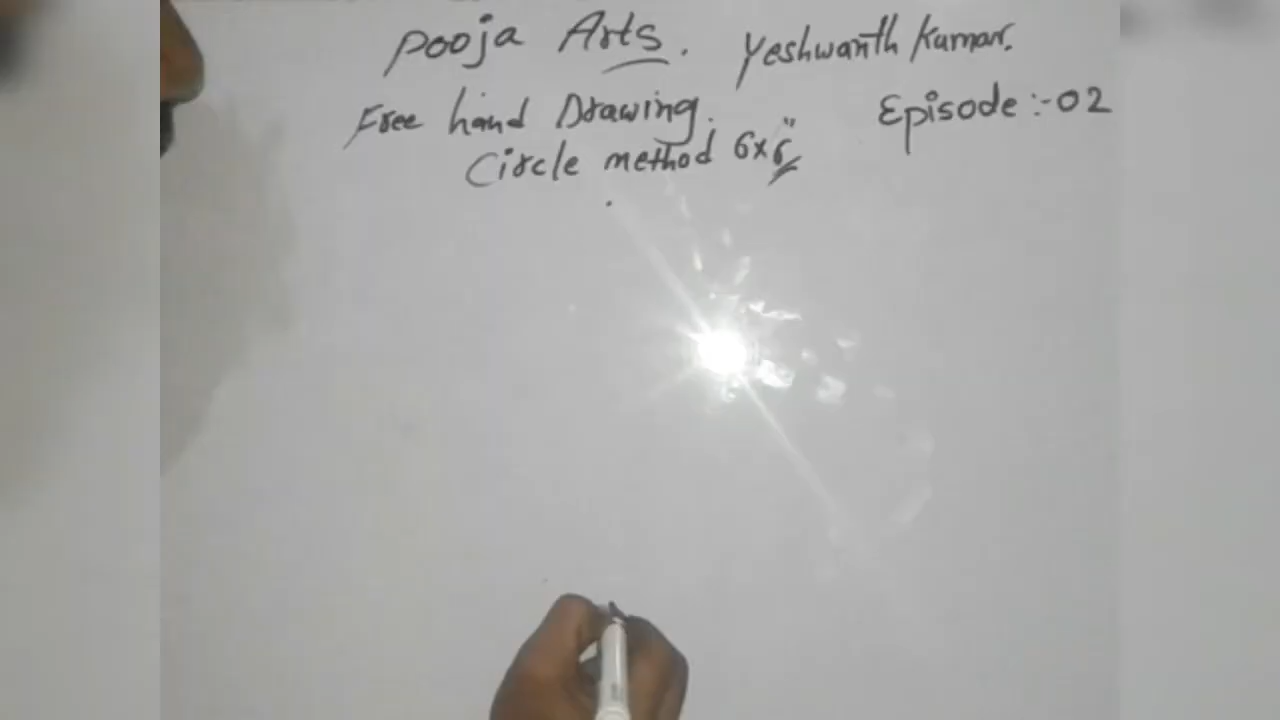 Pooja Arts. Yeshwanth Kumar.
Free hand Drawing. Episode:-02
Circle method 6x6"